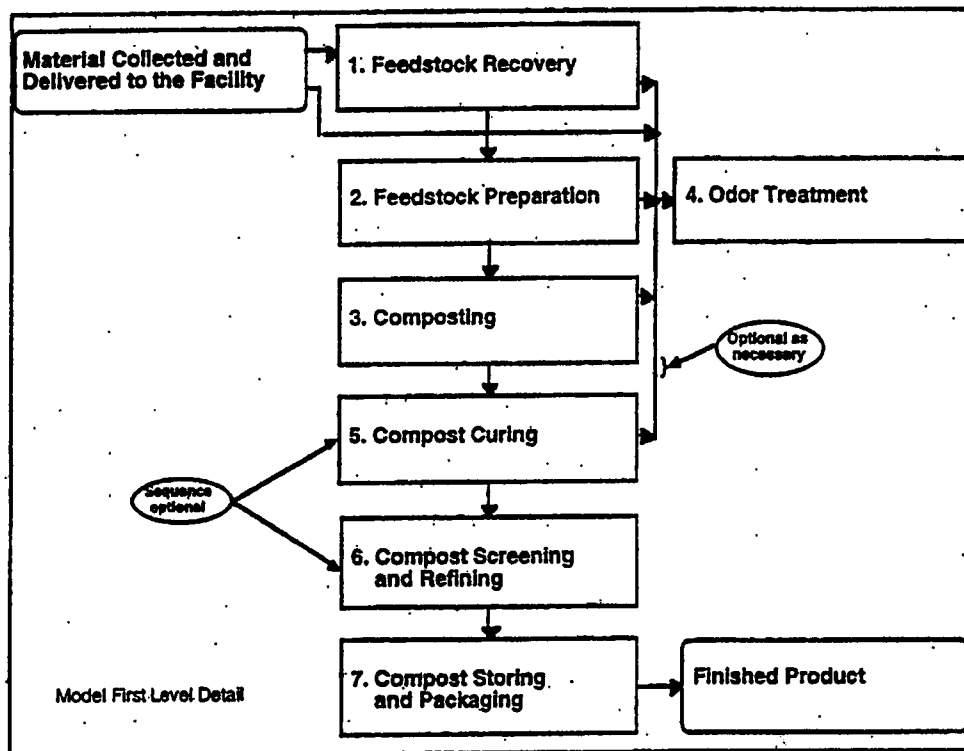 Material Collected and
Delivered to the Facility
1. Feedstock Recovery
2. Feedstock Preparation
4. Odor Treatment
3. Composting
Optional as
necessary
5. Compost Curing
Sequence
optional
6. Compost Screening
and Refining
7. Compost Storing
and Packaging
Finished Product
Model First Level Detail